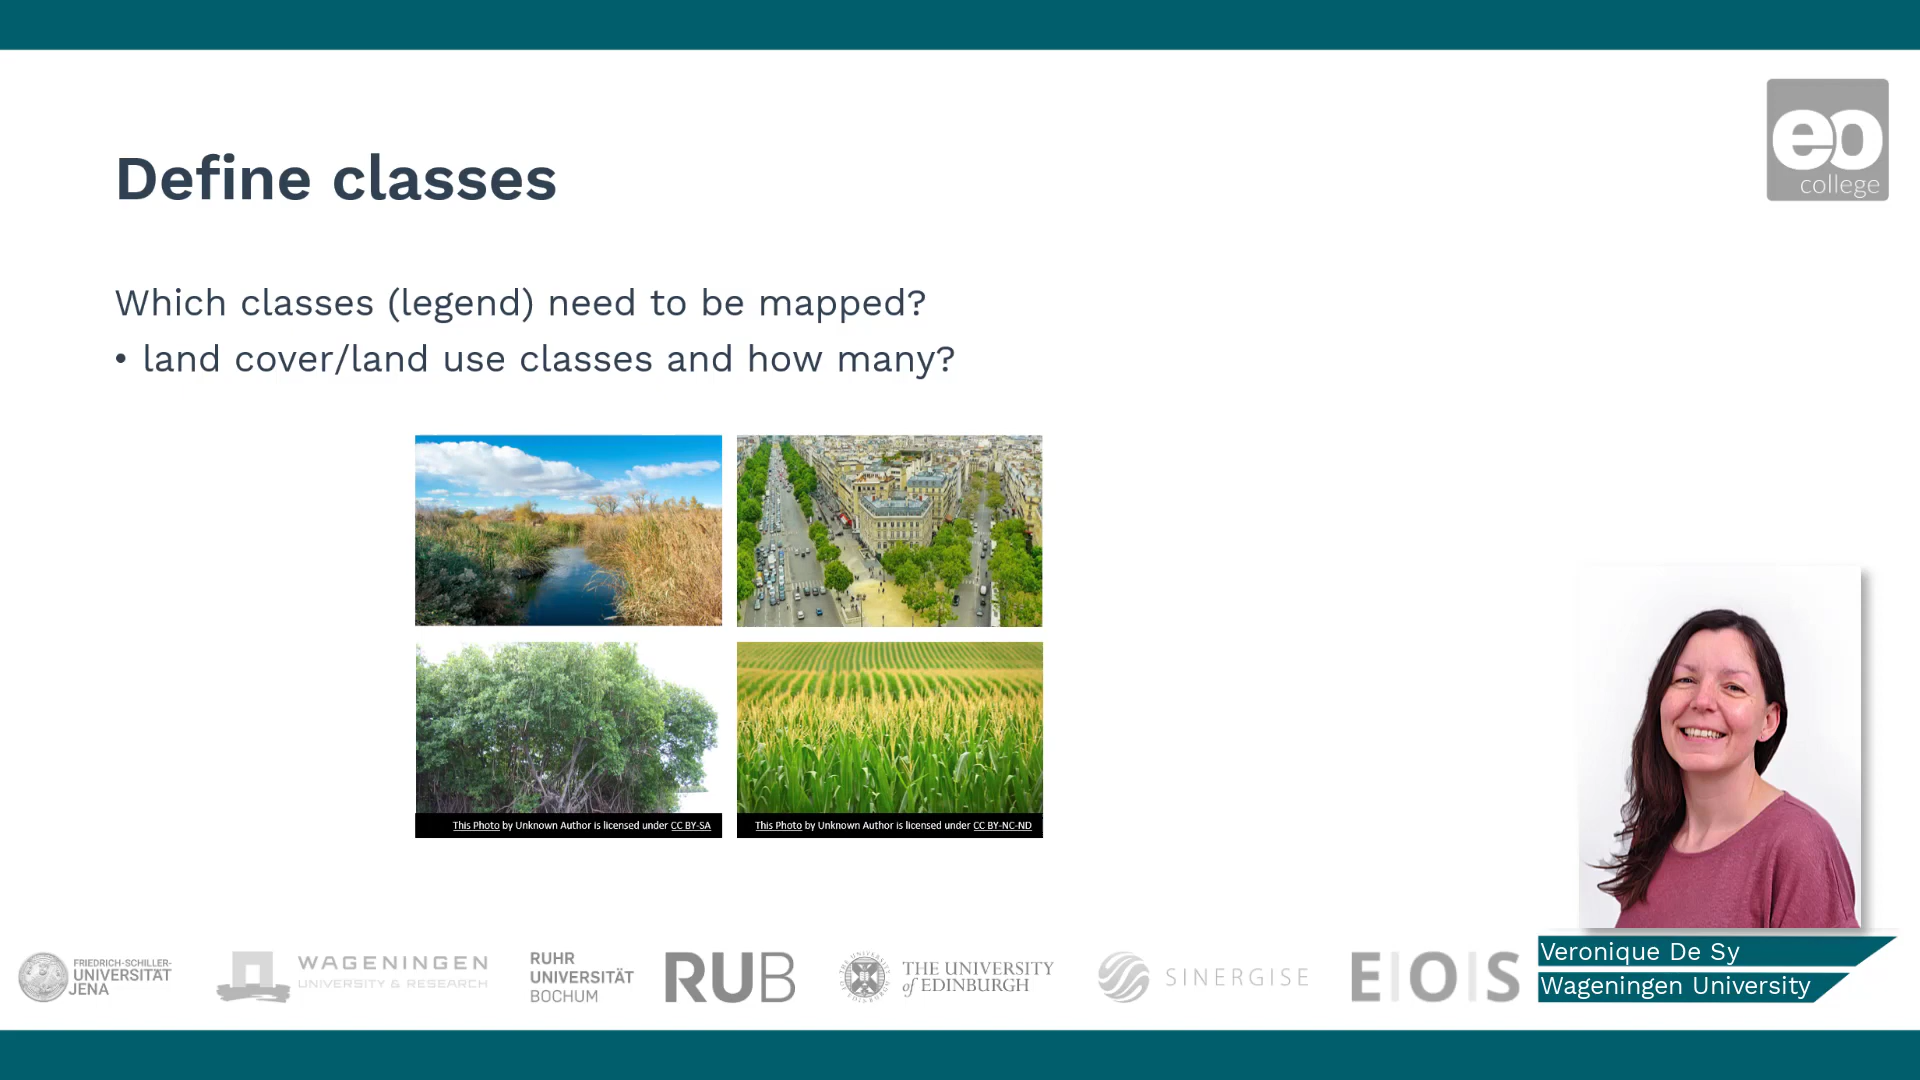 eo
college
Define classes
Which classes (legend) need to be mapped?
• land cover/land use classes and how many?
This Photo by Unknown Author is licensed under CC BY-SA
This Photo by Unknown Author is licensed under CC BY-NC-ND
FRIEDRICH-SCHILLER-
UNIVERSITÄT
JENA
WAGENINGEN
UNIVERSITY & RESEARCH
RUHR
UNIVERSITÄT
BOCHUM
RUB
THE UNIVERSITY
of EDINBURGH
SINERGISE
E|O|S
Veronique De Sy
Wageningen University